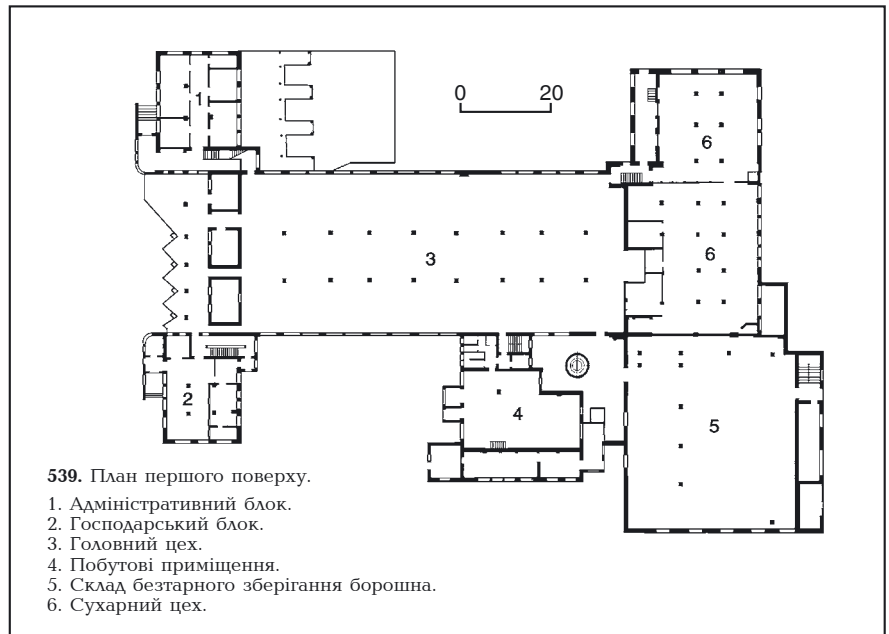 0 20
1
6
6
3
2
4
5
539. План першого поверху.
1. Адміністративний блок.
2. Господарський блок.
3. Головний цех.
4. Побутові приміщення.
5. Склад безтарного зберігання борошна.
6. Сухарний цех.